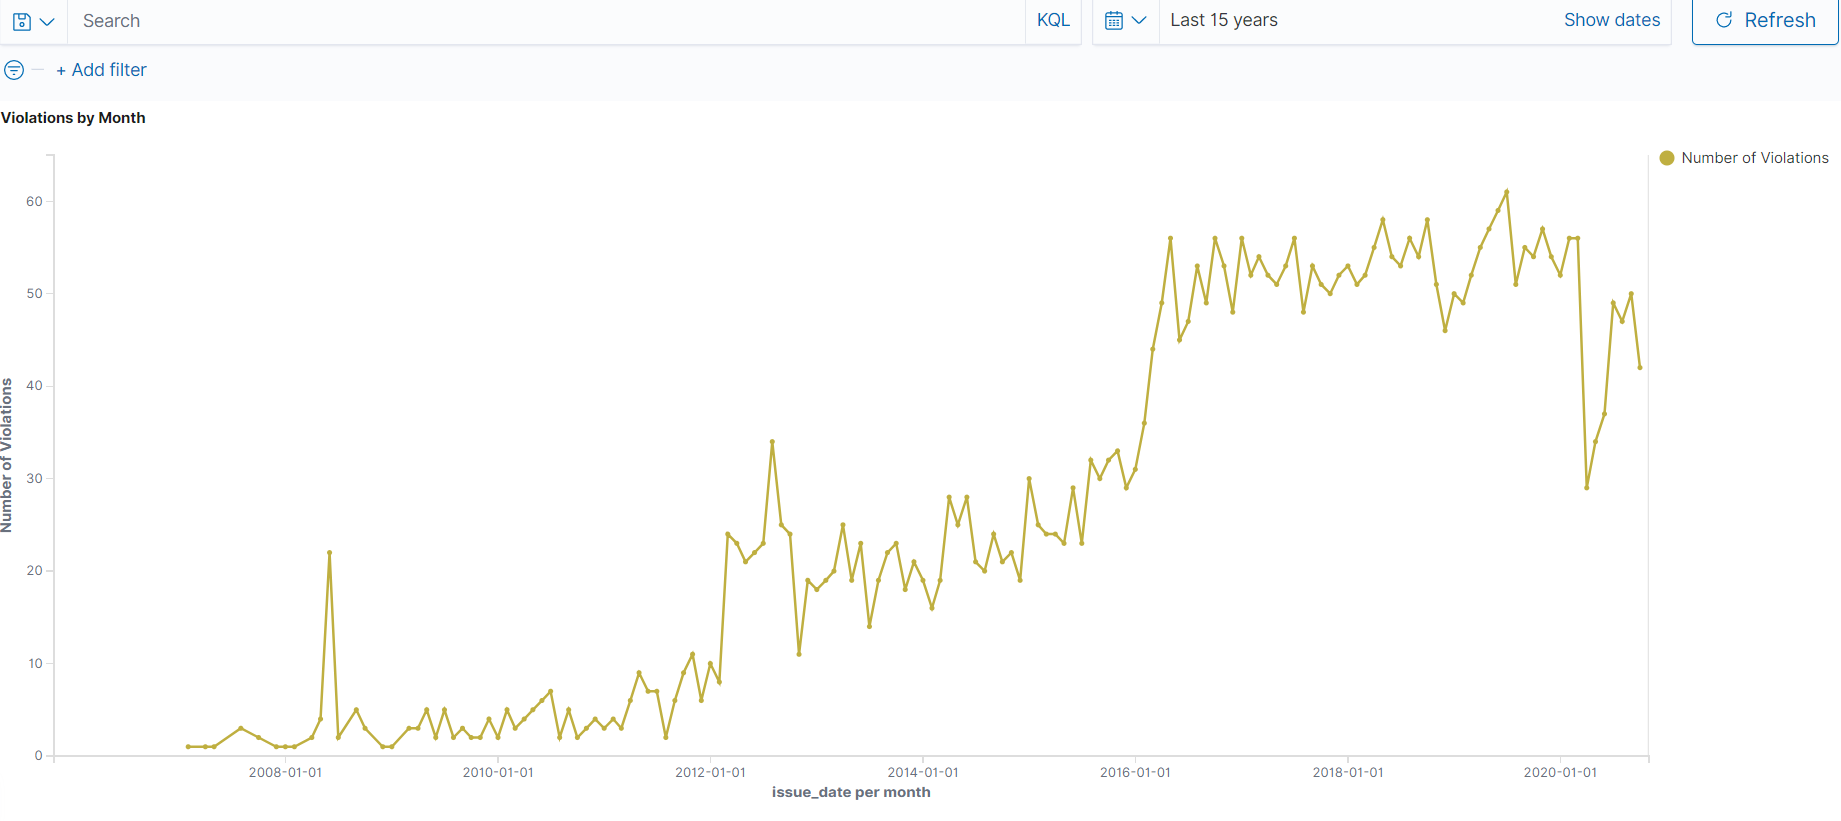 Search
KQL
Last 15 years
Show dates
Refresh
+ Add filter
Violations by Month
Number of Violations
60
50
40
30
20
10
0
Number of Violations
2008-01-01
2010-01-01
2012-01-01
2014-01-01
2016-01-01
2018-01-01
2020-01-01
issue_date per month